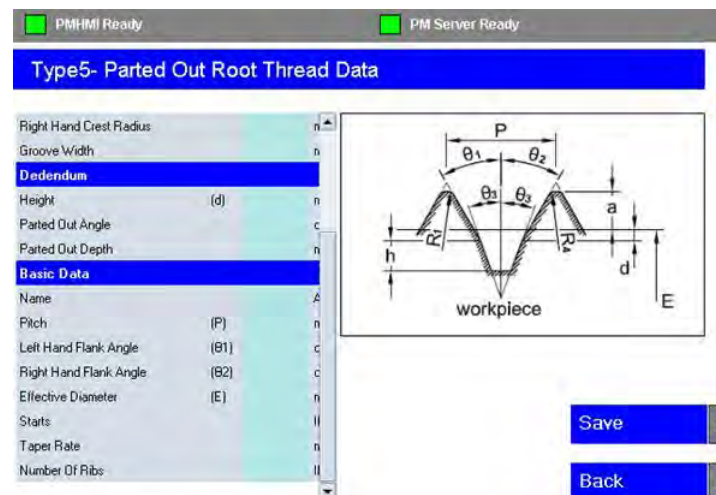 PMHMI Ready
PM Server Ready
Type5- Parted Out Root Thread Data
Right Hand Crest Radius n
Groove Width n
Dedendum
Height (d) n
Parted Out Angle c
Parted Out Depth n
Basic Data
Name A
Pitch (P) n
Left Hand Flank Angle (θ1) c
Right Hand Flank Angle (θ2) c
Effective Diameter (E) n
Starts II
Taper Rate n
Number Of Ribs II
P
θ1 θ2
θ3 θ3
a
R1 R4
h d
E
workpiece
Save
Back